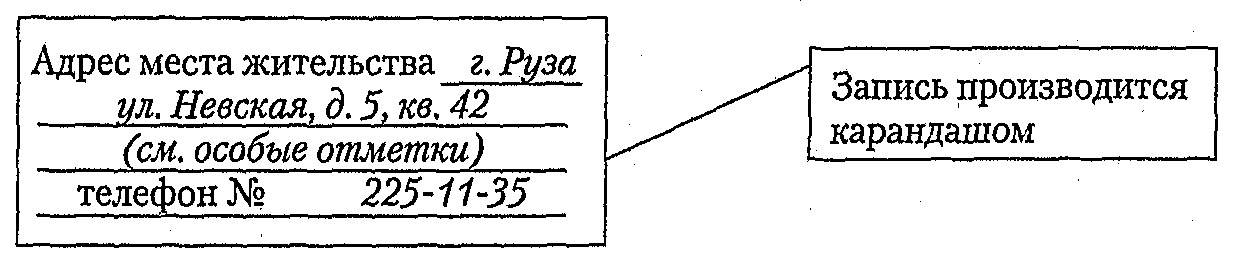 Адрес места жительства г. Руза
ул. Невская, д. 5, кв. 42
(см. особые отметки)
телефон № 225-11-35
Запись производится
карандашом